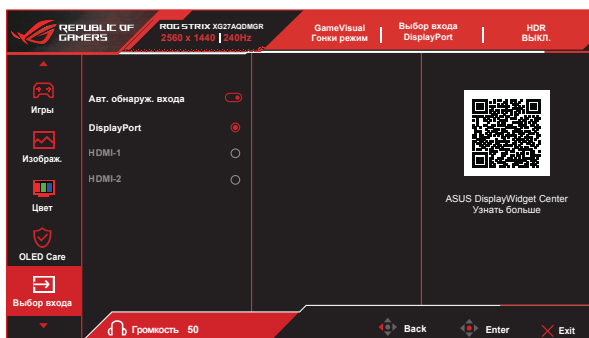 REPUBLIC OF
GAMERS
ROG STRIX XG27AQDMGR
2560 x 1440 240Hz
GameVisual
Гонки режим
Выбор входа
DisplayPort
HDR
ВЫКЛ.
Игры
Изображ.
Цвет
OLED Care
Выбор входа
Авт. обнаруж. входа
DisplayPort
HDMI-1
HDMI-2
ASUS DisplayWidget Center
Узнать больше
Громкость 50
Back
Enter
Exit